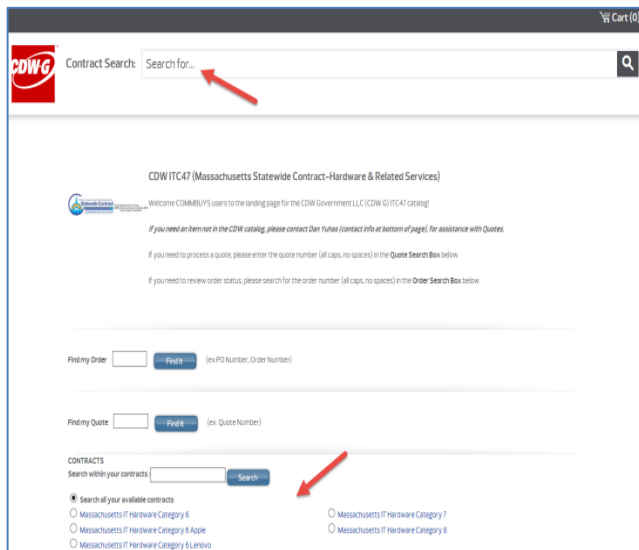 Cart (0)
CDW·G
Contract Search: Search for...
CDW ITC47 (Massachusetts Statewide Contract-Hardware & Related Services)
Statewide Contract
Welcome COMMBUYS users to the landing page for the CDW Government LLC (CDW G) ITC47 catalog!
If you need an item not in the CDW catalog, please contact Dan Yuhas (contact info at bottom of page), for assistance with Quotes.
If you need to process a quote, please enter the quote number (all caps, no spaces) in the Quote Search Box below
If you need to review order status, please search for the order number (all caps, no spaces) in the Order Search Box below.
Find my Order Find It (ex:PO Number, Order Number)
Find my Quote Find It (ex: Quote Number)
CONTRACTS
Search within your contracts : Search
Search all your available contracts
Massachusetts IT Hardware Category 6 Massachusetts IT Hardware Category 7
Massachusetts IT Hardware Category 6 Apple Massachusetts IT Hardware Category 8
Massachusetts IT Hardware Category 6 Lenovo